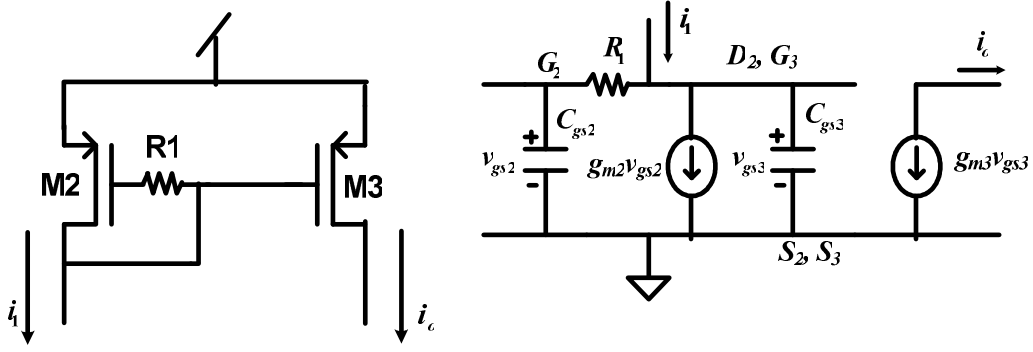 R1
M2
M3
i1
io
i1
R1
G2
D2, G3
io
Cgs2
Cgs3
vgs2
gm2vgs2
vgs3
gm3vgs3
S2, S3